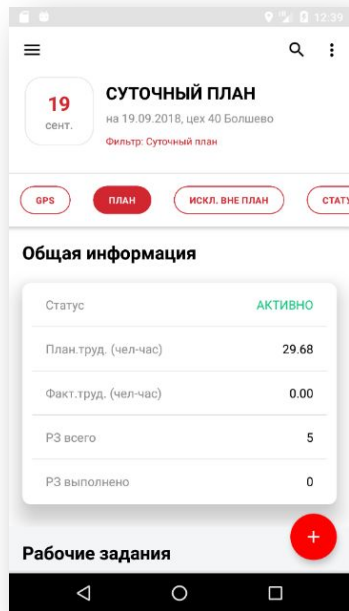 12:39
19
сент.
СУТОЧНЫЙ ПЛАН
на 19.09.2018, цех 40 Болшево
Фильтр: Суточный план
GPS
ПЛАН
ИСКЛ. ВНЕ ПЛАН
СТАТУ
Общая информация
Статус АКТИВНО
План.труд. (чел-час) 29.68
Факт.труд. (чел-час) 0.00
РЗ всего 5
РЗ выполнено 0
+
Рабочие задания